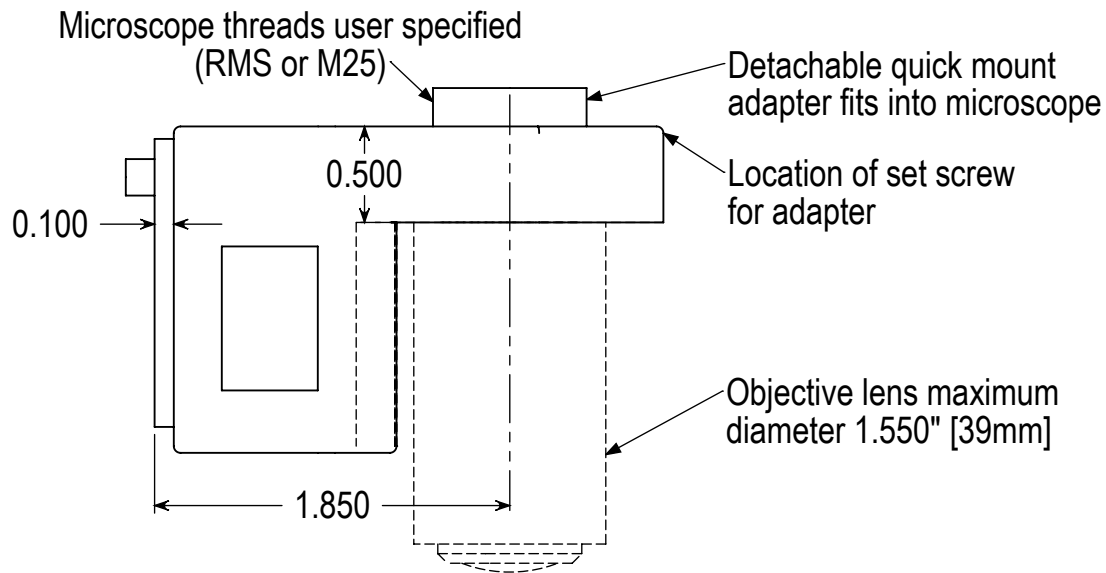 Microscope threads user specified
(RMS or M25)
Detachable quick mount
adapter fits into microscope
0.500
Location of set screw
for adapter
0.100
Objective lens maximum
diameter 1.550" [39mm]
1.850